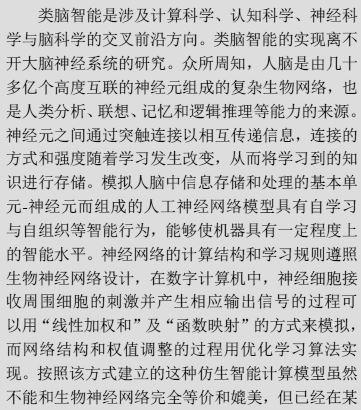 类脑智能是涉及计算科学、认知科学、神经科
学与脑科学的交叉前沿方向。类脑智能的实现离不
开大脑神经系统的研究。众所周知，人脑是由几十
多亿个高度互联的神经元组成的复杂生物网络，也
是人类分析、联想、记忆和逻辑推理等能力的来源。
神经元之间通过突触连接以相互传递信息，连接的
方式和强度随着学习发生改变，从而将学习到的知
识进行存储。模拟人脑中信息存储和处理的基本单
元-神经元而组成的人工神经网络模型具有自学习
与自组织等智能行为，能够使机器具有一定程度上
的智能水平。神经网络的计算结构和学习规则遵照
生物神经网络设计，在数字计算机中，神经细胞接
收周围细胞的刺激并产生相应输出信号的过程可
以用“线性加权和”及“函数映射”的方式来模拟，
而网络结构和权值调整的过程用优化学习算法实
现。按照该方式建立的这种仿生智能计算模型虽然
不能和生物神经网络完全等价和媲美，但已经在某